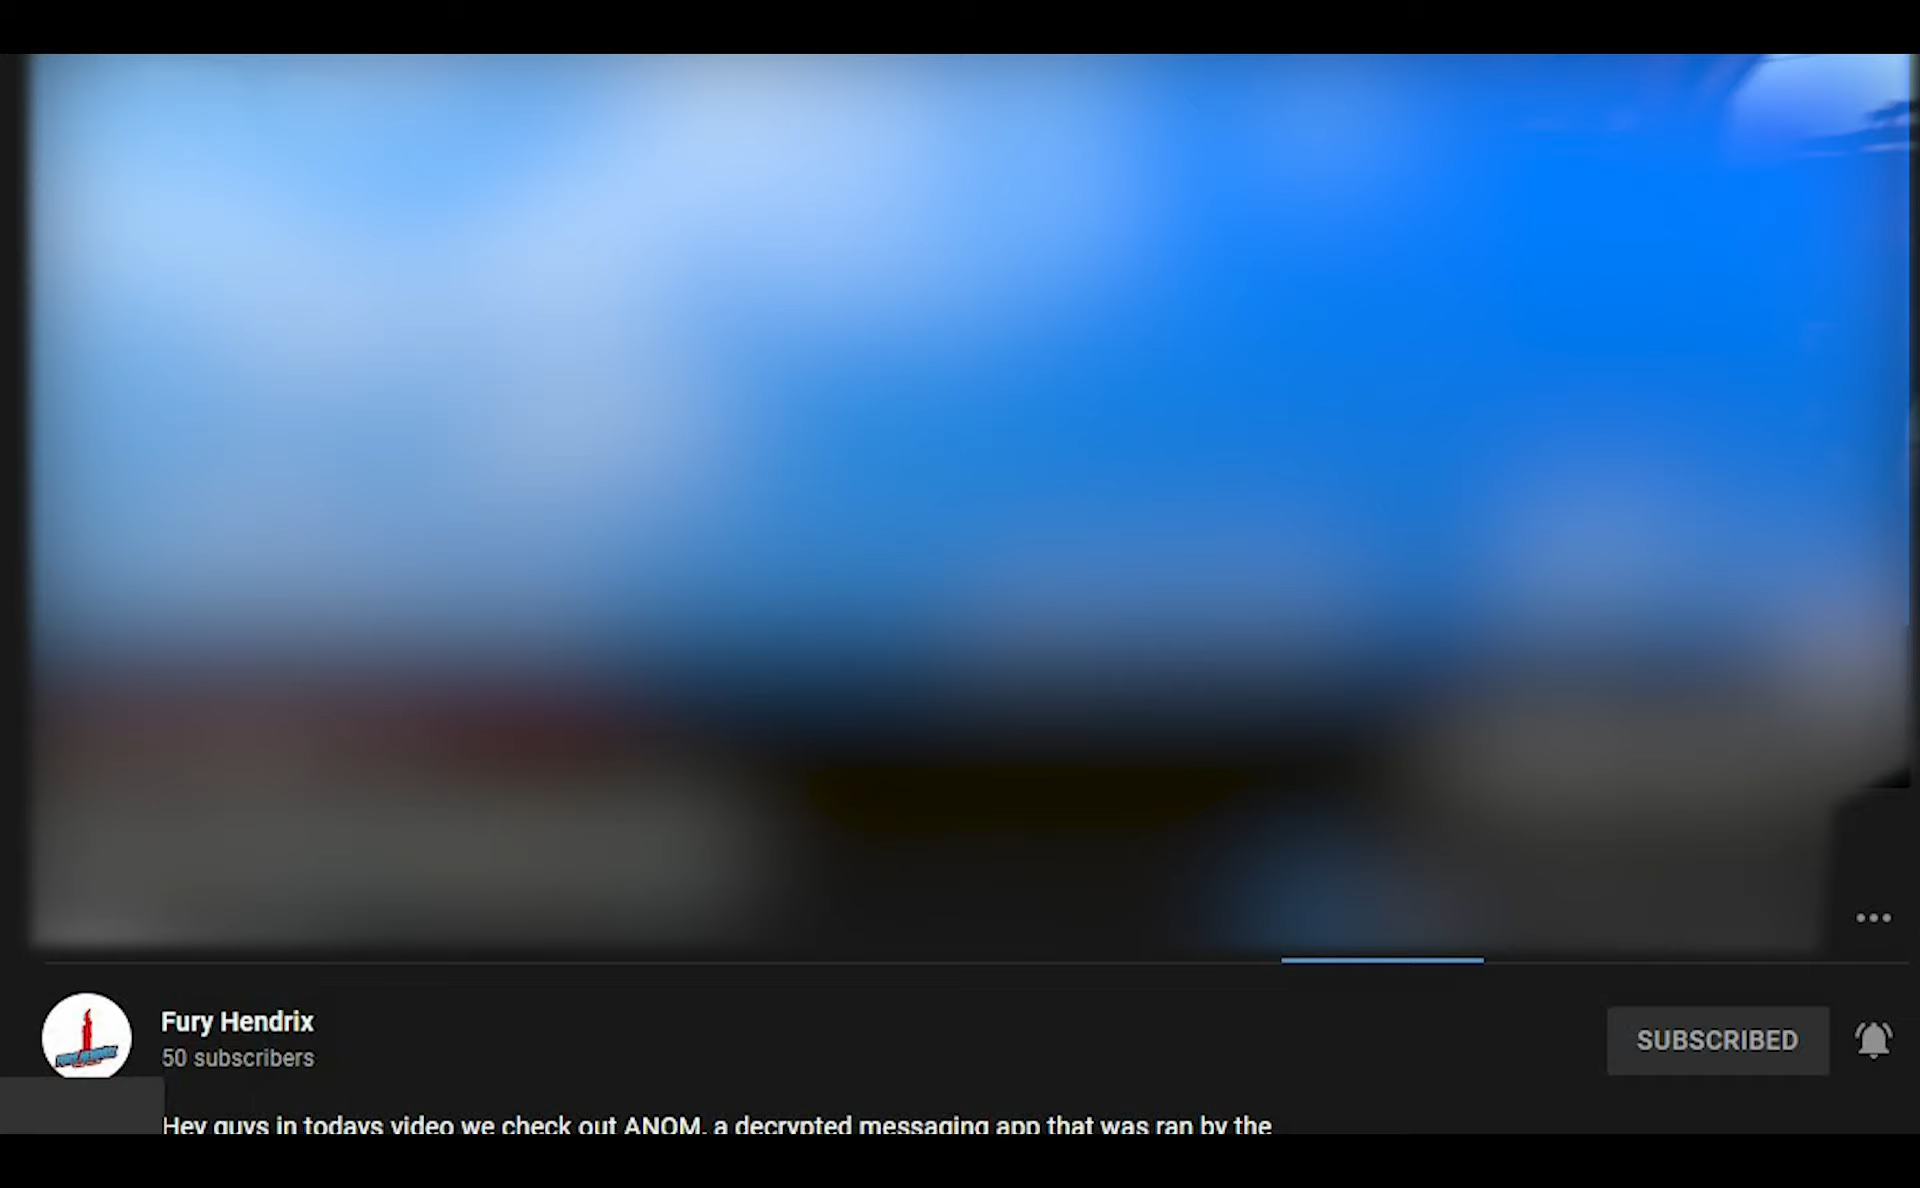 Fury Hendrix
50 subscribers
SUBSCRIBED
Hey guys in todays video we check out ANOM, a decrypted messaging app that was ran by the